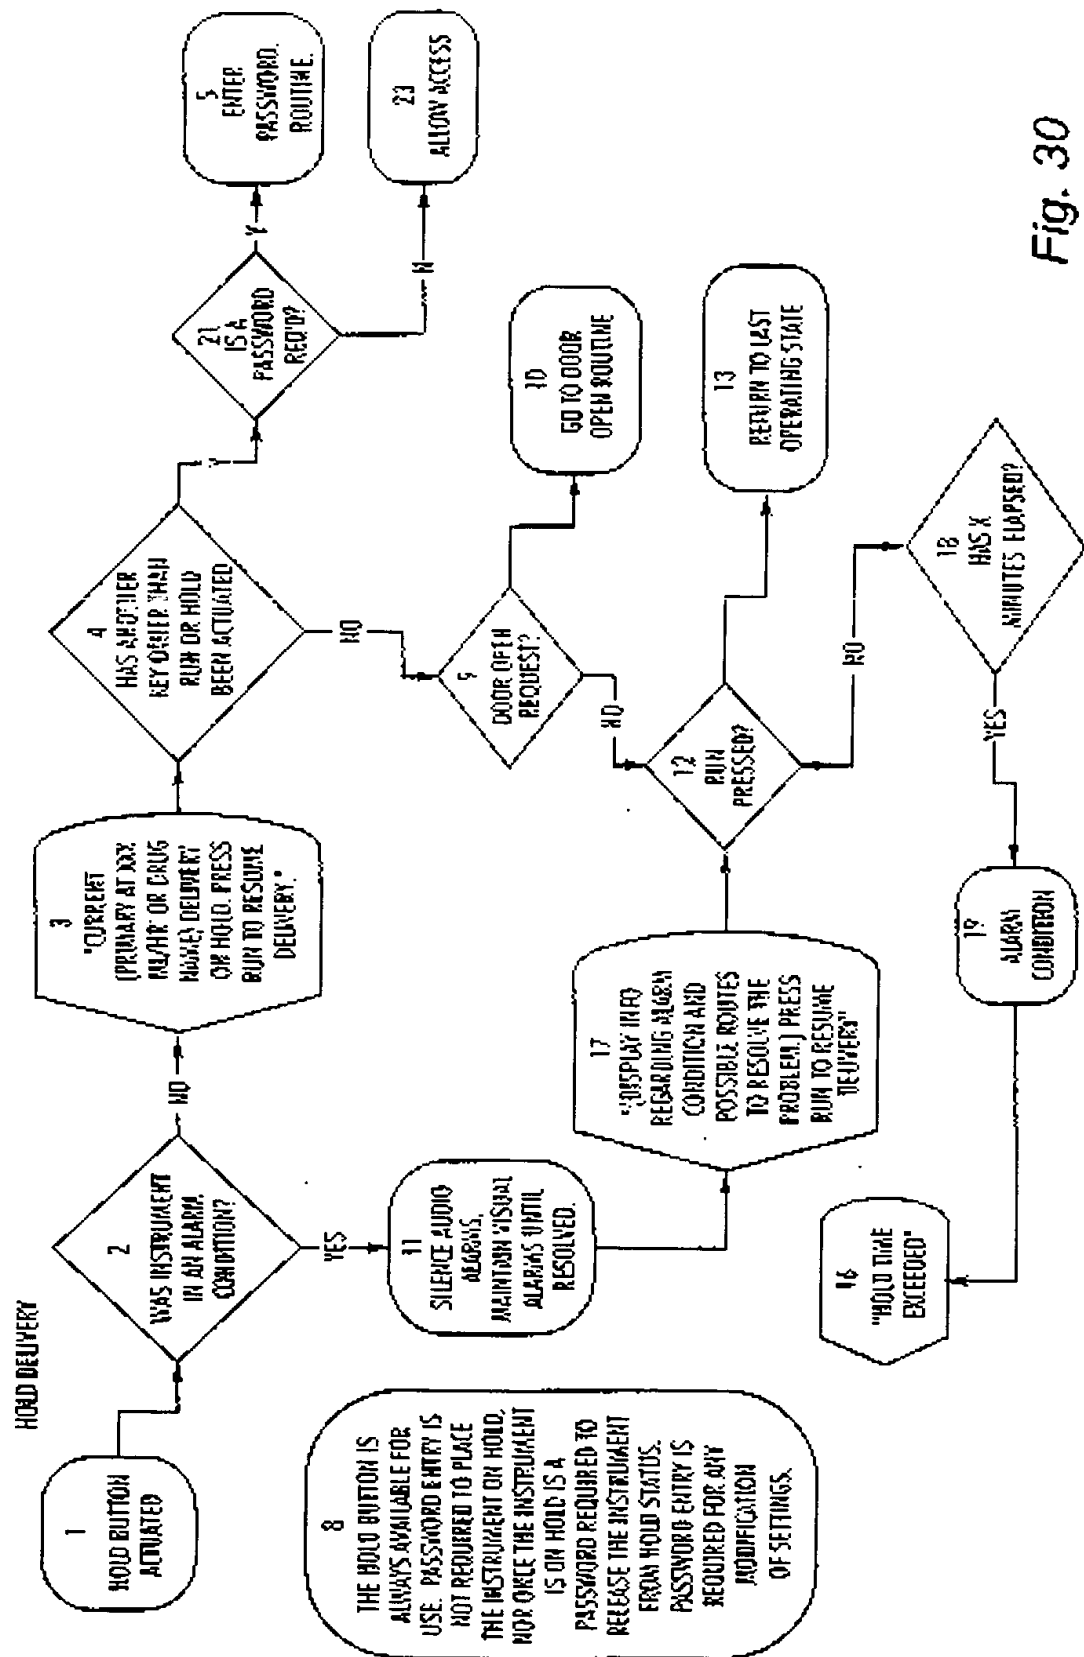 HOLD DELIVERY
1
HOLD BUTTON
ACTUATED
2
WAS INSTRUMENT
IN AN ALARM
CONDITION?
NO
YES
3
"CURRENT
(PRIMARY AT XXX
ML/HR OR DRUG
NAME) DELIVERY
ON HOLD. PRESS
RUN TO RESUME
DELIVERY."
4
HAS ANOTHER
KEY OTHER THAN
RUN OR HOLD
BEEN ACTUATED
Y
NO
21
IS A
PASSWORD
REQ'D?
Y
N
5
ENTER
PASSWORD.
ROUTINE.
23
ALLOW ACCESS
9
DOOR OPEN
REQUEST?
NO
10
GO TO DOOR
OPEN ROUTINE
11
SILENCE AUDIO
ALARMS,
MAINTAIN VISUAL
ALARMS UNTIL
RESOLVED.
17
"(DISPLAY INFO
REGARDING ALARM
CONDITION AND
POSSIBLE ROUTES
TO RESOLVE THE
PROBLEM.) PRESS
RUN TO RESUME
DELIVERY"
12
RUN
PRESSED?
NO
13
RETURN TO LAST
OPERATING STATE
18
HAS X
MINUTES ELAPSED?
YES
19
ALARM
CONDITION
16
"HOLD TIME
EXCEEDED"
8
THE HOLD BUTTON IS
ALWAYS AVAILABLE FOR
USE. PASSWORD ENTRY IS
NOT REQUIRED TO PLACE
THE INSTRUMENT ON HOLD,
NOR ONCE THE INSTRUMENT
IS ON HOLD IS A
PASSWORD REQUIRED TO
RELEASE THE INSTRUMENT
FROM HOLD STATUS.
PASSWORD ENTRY IS
REQUIRED FOR ANY
MODIFICATION
OF SETTINGS.
Fig. 30